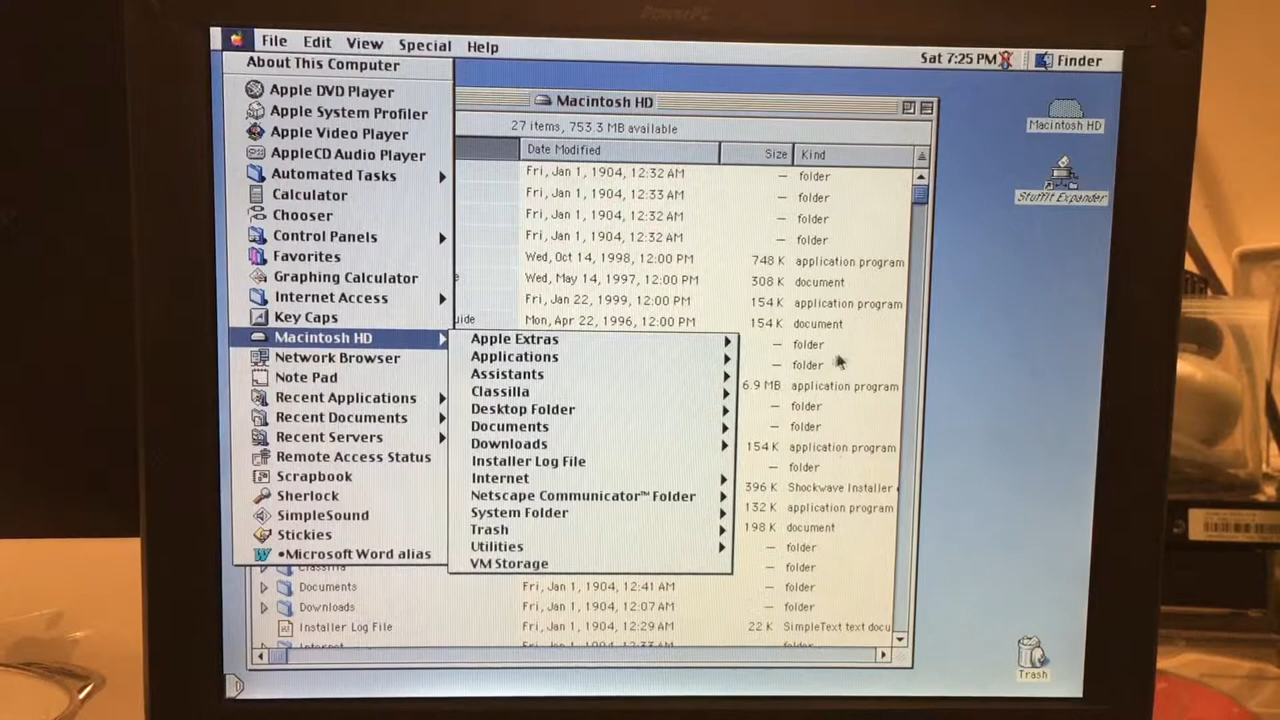 PowerPC
File Edit View Special Help
Sat 7:25 PM
Finder
About This Computer
Apple DVD Player
Apple System Profiler
Apple Video Player
AppleCD Audio Player
Automated Tasks
Calculator
Chooser
Control Panels
Favorites
Graphing Calculator
Internet Access
Key Caps
Macintosh HD
Network Browser
Note Pad
Recent Applications
Recent Documents
Recent Servers
Remote Access Status
Scrapbook
Sherlock
SimpleSound
Stickies
•Microsoft Word alias
Apple Extras
Applications
Assistants
Classilla
Desktop Folder
Documents
Downloads
Installer Log File
Internet
Netscape Communicator™ Folder
System Folder
Trash
Utilities
VM Storage
Macintosh HD
27 items, 753.3 MB available
Date Modified Size Kind
Fri, Jan 1, 1904, 12:32 AM — folder
Fri, Jan 1, 1904, 12:33 AM — folder
Fri, Jan 1, 1904, 12:32 AM — folder
Fri, Jan 1, 1904, 12:32 AM — folder
Wed, Oct 14, 1998, 12:00 PM 748 K application program
e Wed, May 14, 1997, 12:00 PM 308 K document
Fri, Jan 22, 1999, 12:00 PM 154 K application program
uide Mon, Apr 22, 1996, 12:00 PM 154 K document
— folder
— folder
6.9 MB application program
— folder
— folder
154 K application program
— folder
396 K Shockwave Installer
132 K application program
198 K document
— folder
Classilla — folder
Documents Fri, Jan 1, 1904, 12:41 AM — folder
Downloads Fri, Jan 1, 1904, 12:07 AM — folder
Installer Log File Fri, Jan 1, 1904, 12:29 AM 22 K SimpleText text docu
Internet Fri, Jan 1, 1904, 12:33 AM — folder
Macintosh HD
StuffIt Expander
Trash